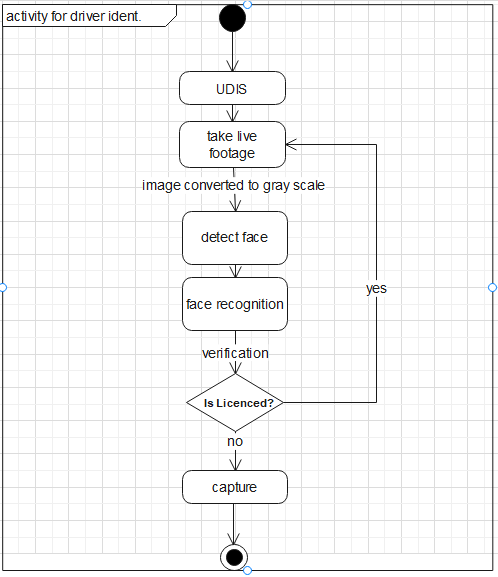 activity for driver ident.
UDIS
take live
footage
image converted to gray scale
detect face
face recognition
yes
verification
Is Licenced?
no
capture